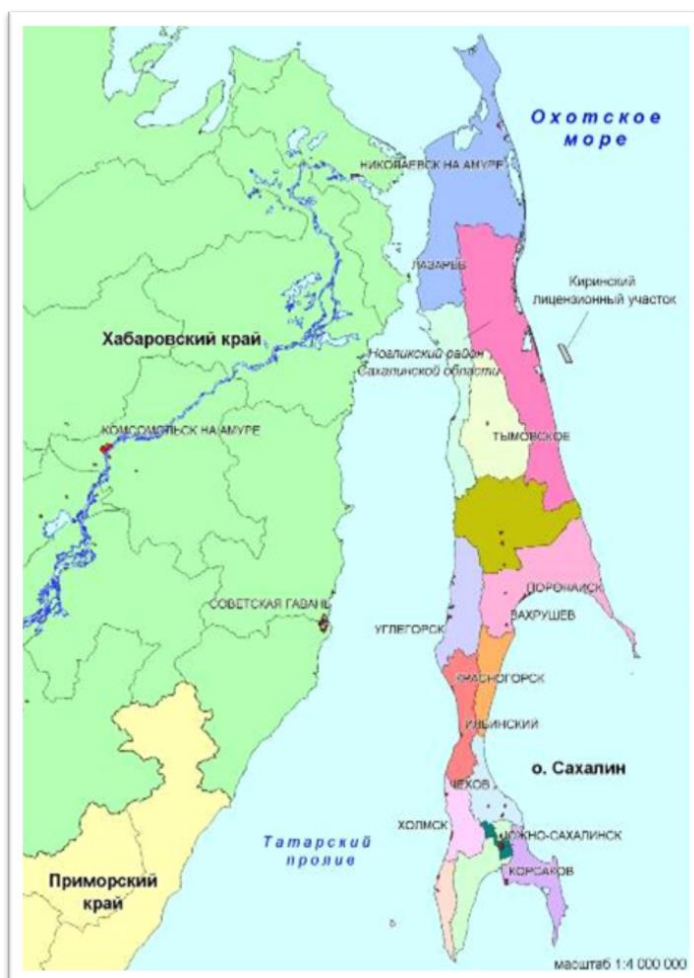 Охотское
море
НИКОЛАЕВСК НА АМУРЕ
ЛАЗАРЕВ
Киринский
лицензионный участок
Хабаровский край
Ногликский район
Сахалинской области
КОМСОМОЛЬСК НА АМУРЕ
ТЫМОВСКОЕ
ПОРОНАЙСК
СОВЕТСКАЯ ГАВАНЬ
ВАХРУШЕВ
УГЛЕГОРСК
КРАСНОГОРСК
ИЛЬИНСКИЙ
о. Сахалин
ЧЕХОВ
ХОЛМСК
ЮЖНО-САХАЛИНСК
Татарский
пролив
КОРСАКОВ
Приморский
край
масштаб 1:4 000 000